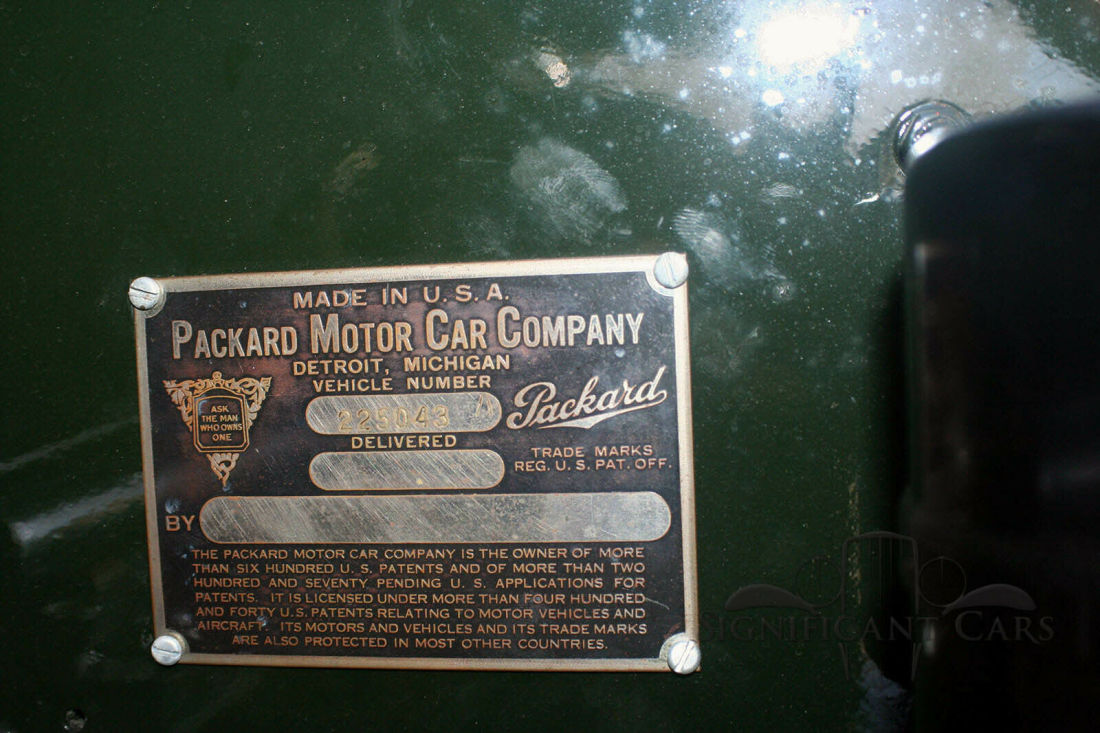 MADE IN U.S.A.
PACKARD MOTOR CAR COMPANY
DETROIT, MICHIGAN
VEHICLE NUMBER
225043
DELIVERED
ASK
THE MAN
WHO OWNS
ONE
Packard
TRADE MARKS
REG. U.S. PAT. OFF.
BY
THE PACKARD MOTOR CAR COMPANY IS THE OWNER OF MORE
THAN SIX HUNDRED U.S. PATENTS AND OF MORE THAN TWO
HUNDRED AND SEVENTY PENDING U.S. APPLICATIONS FOR
PATENTS. IT IS LICENSED UNDER MORE THAN FOUR HUNDRED
AND FORTY U.S. PATENTS RELATING TO MOTOR VEHICLES AND
AIRCRAFT. ITS MOTORS AND VEHICLES AND ITS TRADE MARKS
ARE ALSO PROTECTED IN MOST OTHER COUNTRIES.
SIGNIFICANT CARS